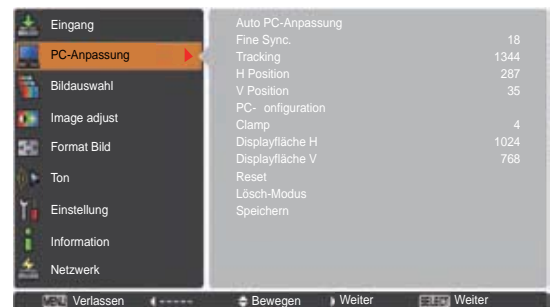 Eingang
PC-Anpassung
Bildauswahl
Image adjust
Format Bild
Ton
Einstellung
Information
Netzwerk
Auto PC-Anpassung
Fine Sync. 18
Tracking 1344
H Position 287
V Position 35
PC- onfiguration
Clamp 4
Displayfläche H 1024
Displayfläche V 768
Reset
Lösch-Modus
Speichern
MENU Verlassen ----- Bewegen Weiter SELECT Weiter